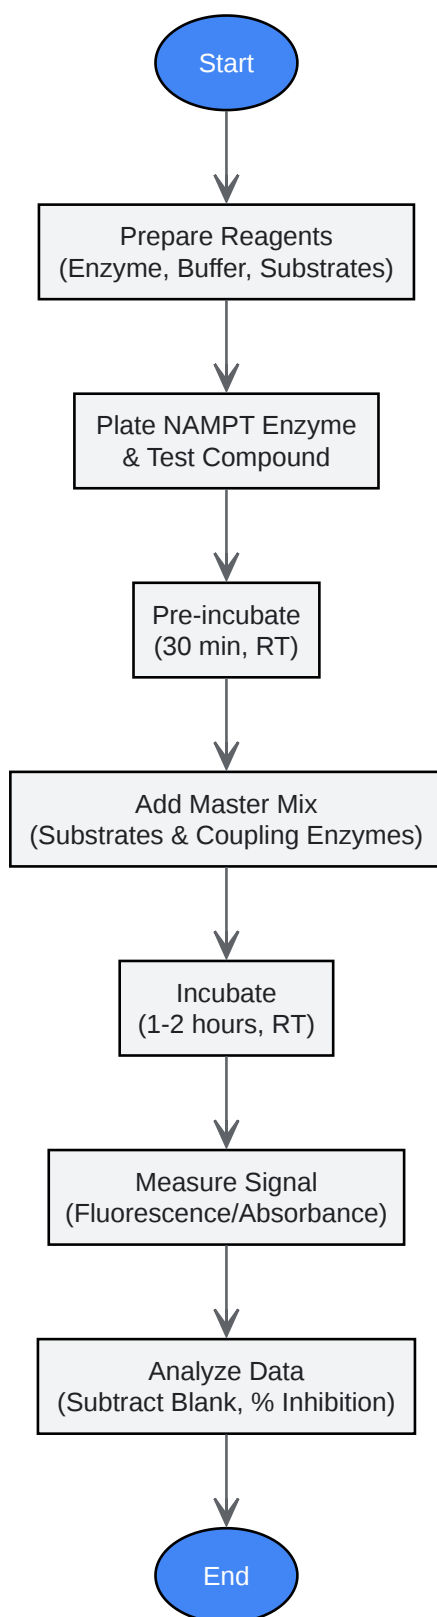 Start
Prepare Reagents
(Enzyme, Buffer, Substrates)
Plate NAMPT Enzyme
& Test Compound
Pre-incubate
(30 min, RT)
Add Master Mix
(Substrates & Coupling Enzymes)
Incubate
(1-2 hours, RT)
Measure Signal
(Fluorescence/Absorbance)
Analyze Data
(Subtract Blank, % Inhibition)
End